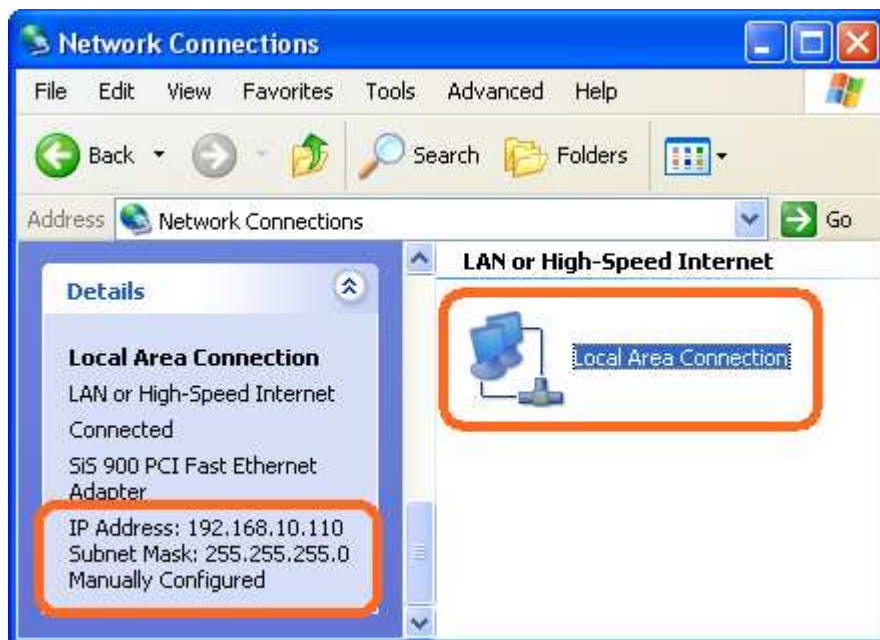 Network Connections
File Edit View Favorites Tools Advanced Help
Back Search Folders
Address Network Connections Go
Details
Local Area Connection
LAN or High-Speed Internet
Connected
SiS 900 PCI Fast Ethernet
Adapter
IP Address: 192.168.10.110
Subnet Mask: 255.255.255.0
Manually Configured
LAN or High-Speed Internet
Local Area Connection